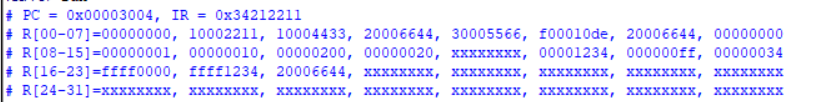 # PC = 0x00003004, IR = 0x34212211
# R[00-07]=00000000, 10002211, 10004433, 20006644, 30005566, f00010de, 20006644, 00000000
# R[08-15]=00000001, 00000010, 00000200, 00000020, xxxxxxxx, 00001234, 000000ff, 00000034
# R[16-23]=ffff0000, ffff1234, 20006644, xxxxxxxx, xxxxxxxx, xxxxxxxx, xxxxxxxx, xxxxxxxx
# R[24-31]=xxxxxxxx, xxxxxxxx, xxxxxxxx, xxxxxxxx, xxxxxxxx, xxxxxxxx, xxxxxxxx, xxxxxxxx